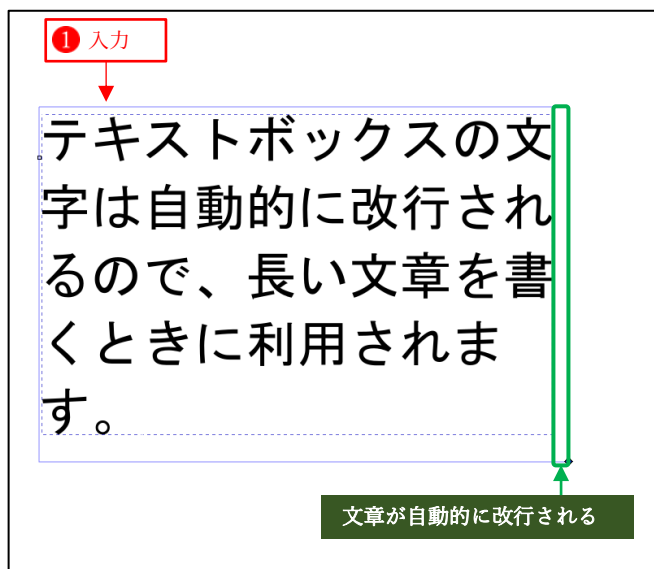 ❶ 入力
テキストボックスの文
字は自動的に改行され
るので、長い文章を書
くときに利用されま
す。
文章が自動的に改行される